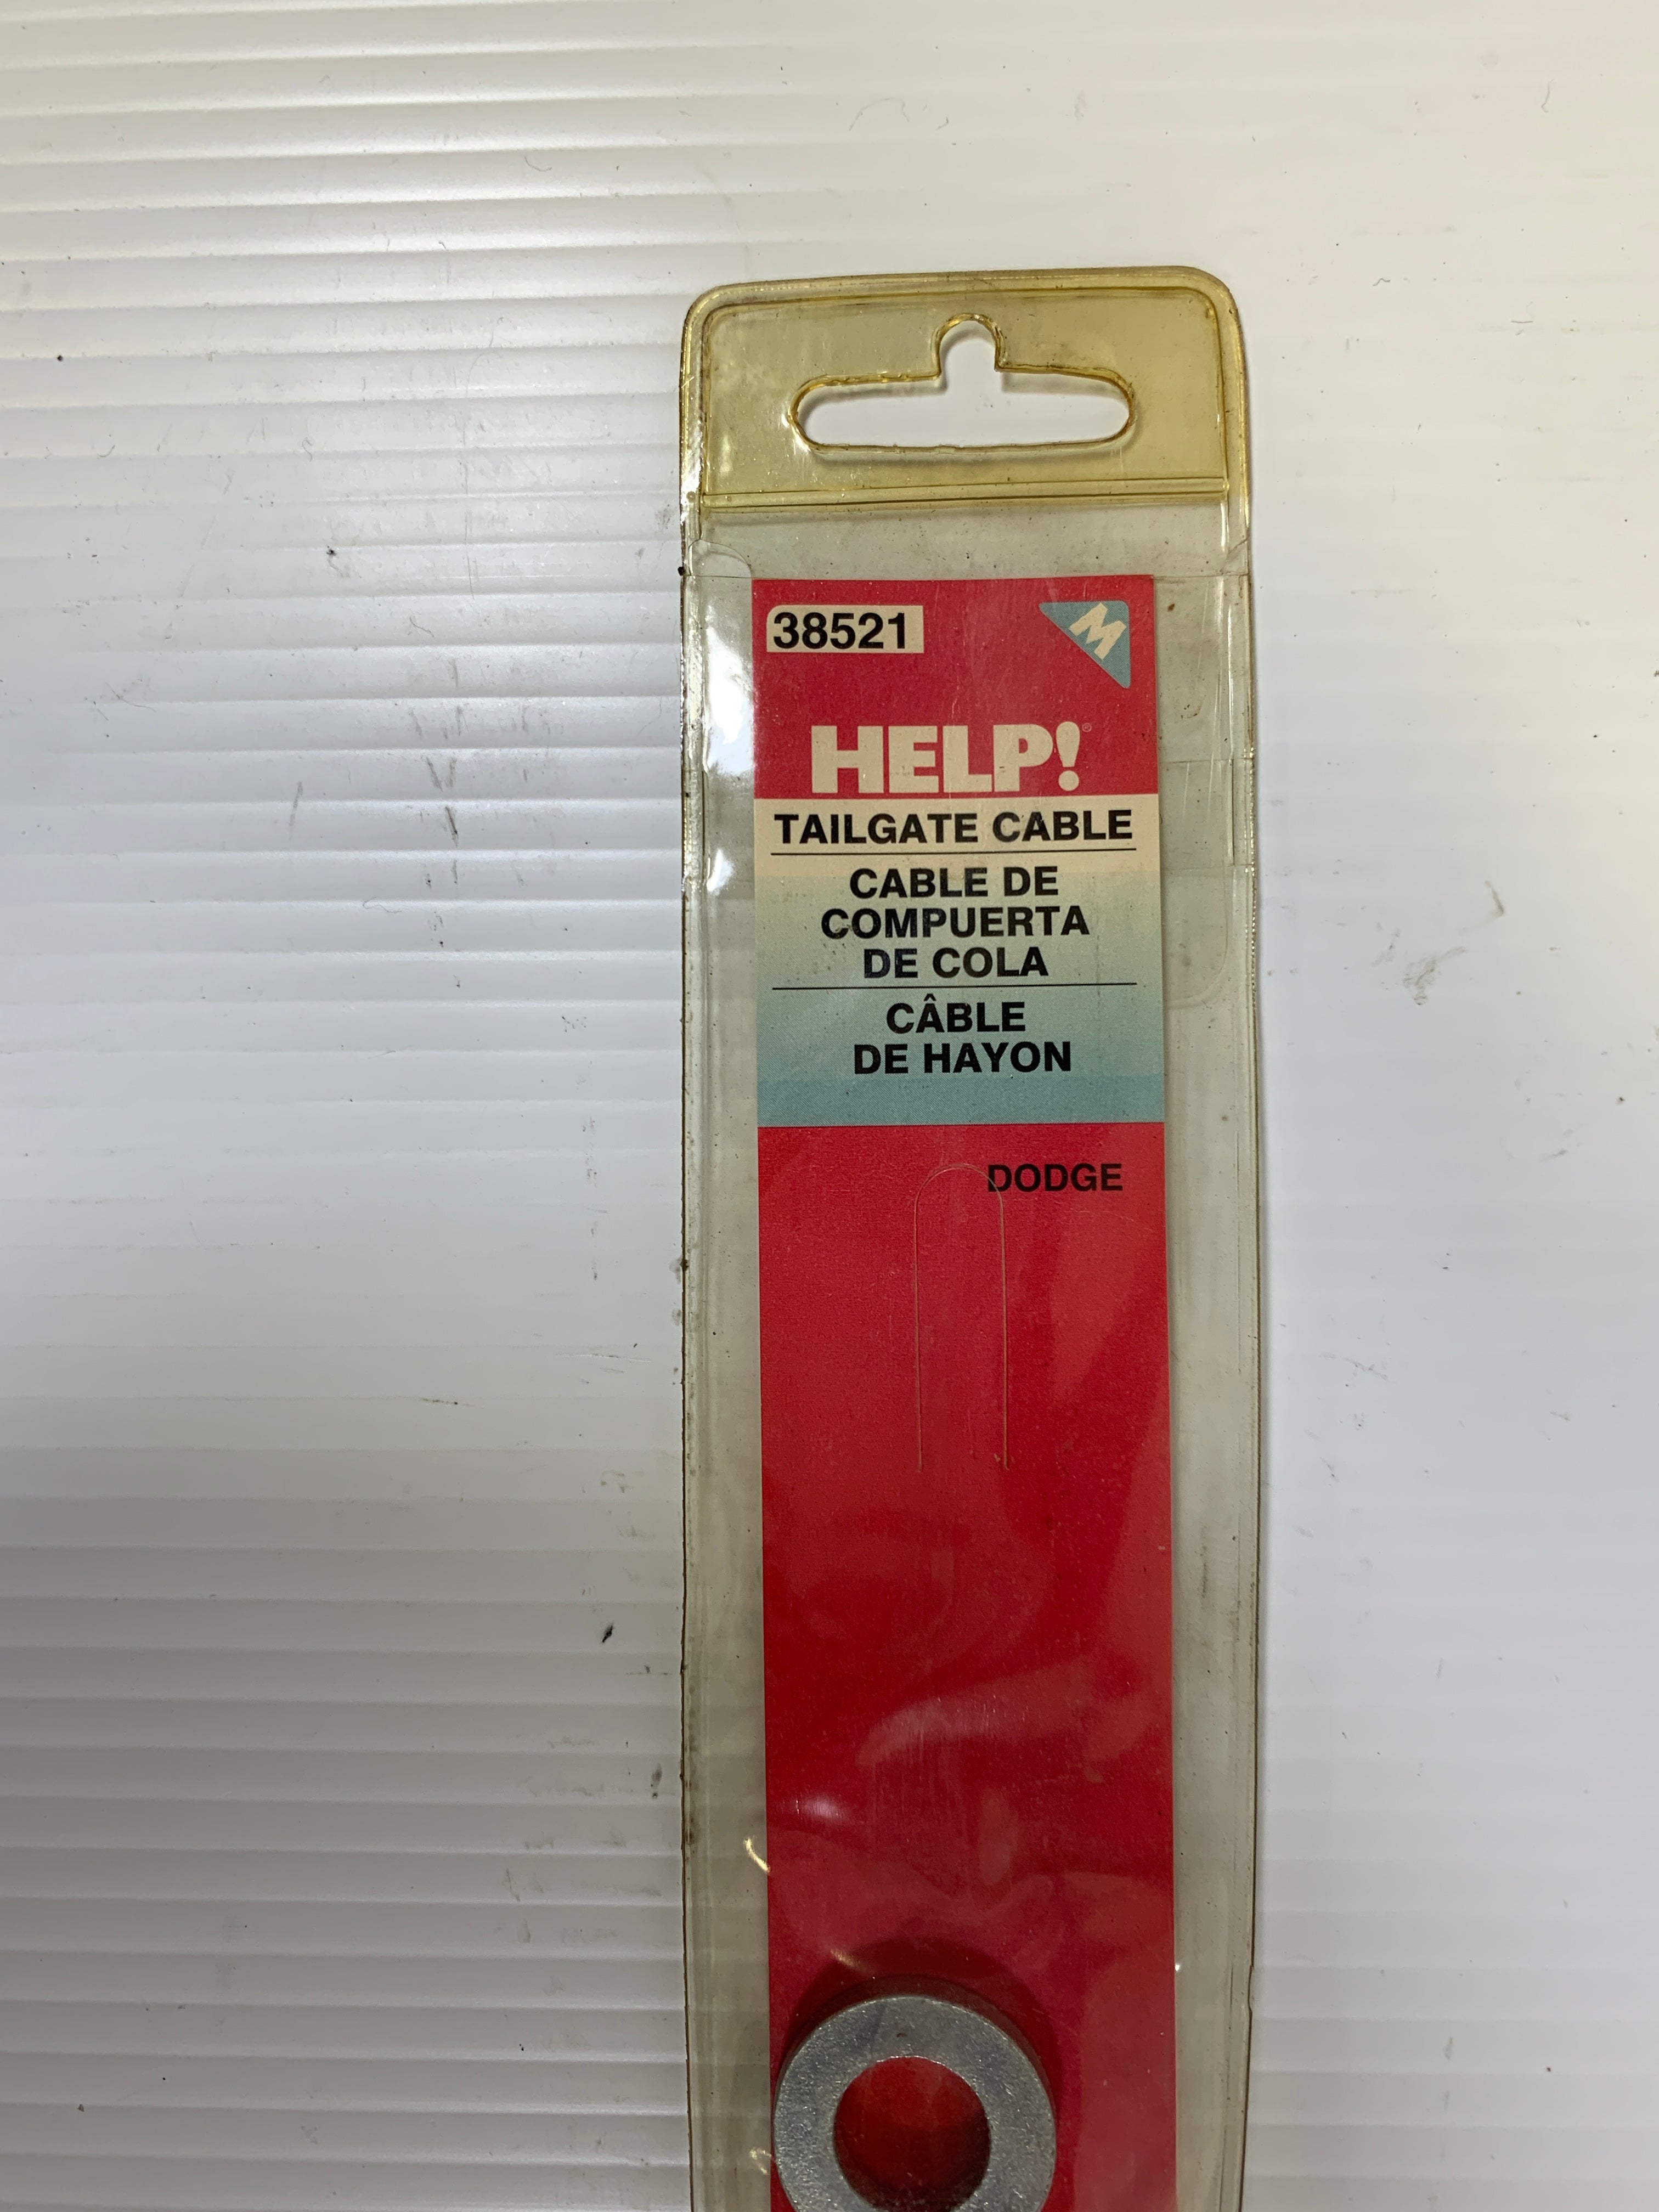 38521
M
HELP!®
TAILGATE CABLE
CABLE DE
COMPUERTA
DE COLA
CÂBLE
DE HAYON
DODGE